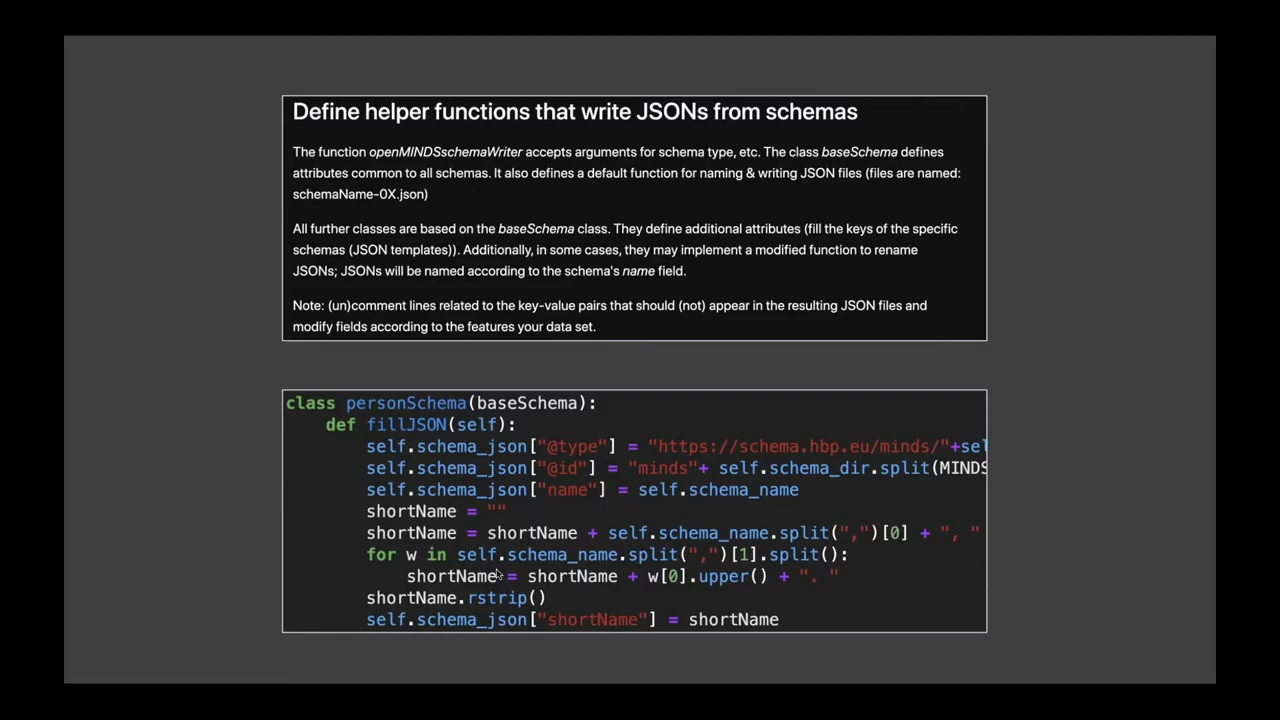 Define helper functions that write JSONs from schemas
The function openMINDSschemaWriter accepts arguments for schema type, etc. The class baseSchema defines
attributes common to all schemas. It also defines a default function for naming & writing JSON files (files are named:
schemaName-0X.json)
All further classes are based on the baseSchema class. They define additional attributes (fill the keys of the specific
schemas (JSON templates)). Additionally, in some cases, they may implement a modified function to rename
JSONs; JSONs will be named according to the schema's name field.
Note: (un)comment lines related to the key-value pairs that should (not) appear in the resulting JSON files and
modify fields according to the features your data set.
class personSchema(baseSchema):
def fillJSON(self):
self.schema_json["@type"] = "https://schema.hbp.eu/minds/"+sel
self.schema_json["@id"] = "minds"+ self.schema_dir.split(MINDS
self.schema_json["name"] = self.schema_name
shortName = ""
shortName = shortName + self.schema_name.split(",")[0] + ", "
for w in self.schema_name.split(",")[1].split():
shortName = shortName + w[0].upper() + ". "
shortName.rstrip()
self.schema_json["shortName"] = shortName